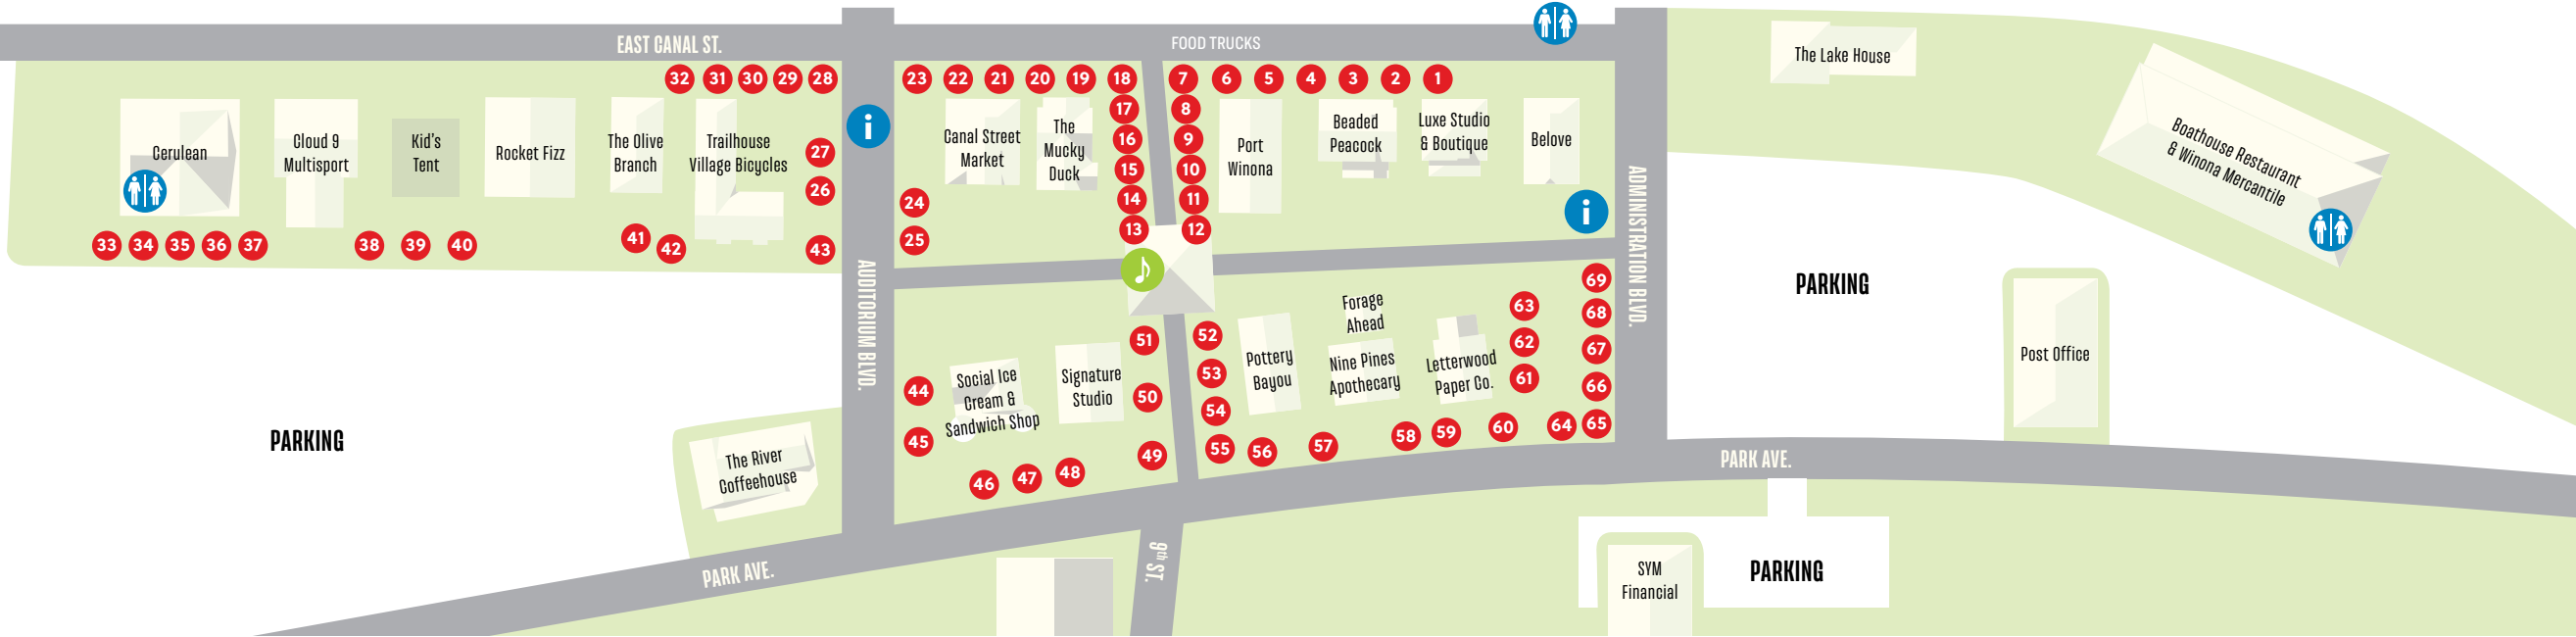 EAST CANAL ST.
FOOD TRUCKS
The Lake House
32 31 30 29 28
23 22 21 20 19 18
7 6 5 4 3 2 1
17
8
16
9
15
10
14
11
13
12
27
26
24
25
i
Cerulean
Cloud 9
Multisport
Kid's
Tent
Rocket Fizz
The Olive
Branch
Trailhouse
Village Bicycles
Canal Street
Market
The
Mucky
Duck
Port
Winona
Beaded
Peacock
Luxe Studio
& Boutique
Belove
i
Boathouse Restaurant
& Winona Mercantile
33 34 35 36 37
38 39 40
41 42
43
AUDITORIUM BLVD.
ADMINISTRATION BLVD.
PARKING
Post Office
Forage
Ahead
Pottery
Bayou
Nine Pines
Apothecary
Letterwood
Paper Co.
Social Ice
Cream &
Sandwich Shop
Signature
Studio
51
50
49
52
53
54
55 56 57 58 59 60
63
62
61
69
68
67
66
64 65
44
45
46 47 48
PARKING
The River
Coffeehouse
PARK AVE.
PARK AVE.
9th ST.
SYM
Financial
PARKING